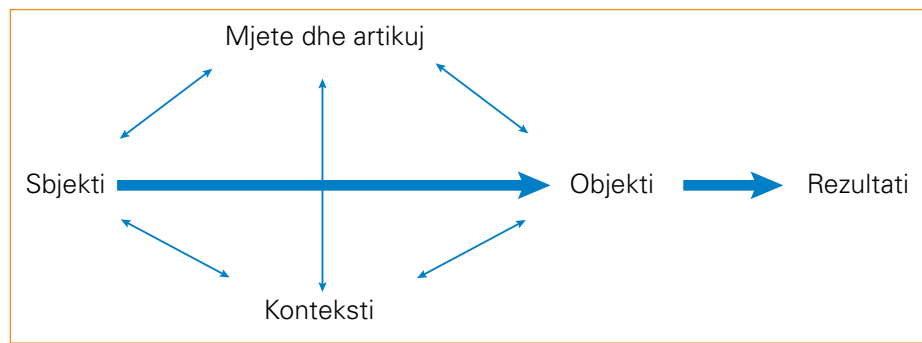 Mjete dhe artikuj
Sbjekti
Objekti
Rezultati
Konteksti